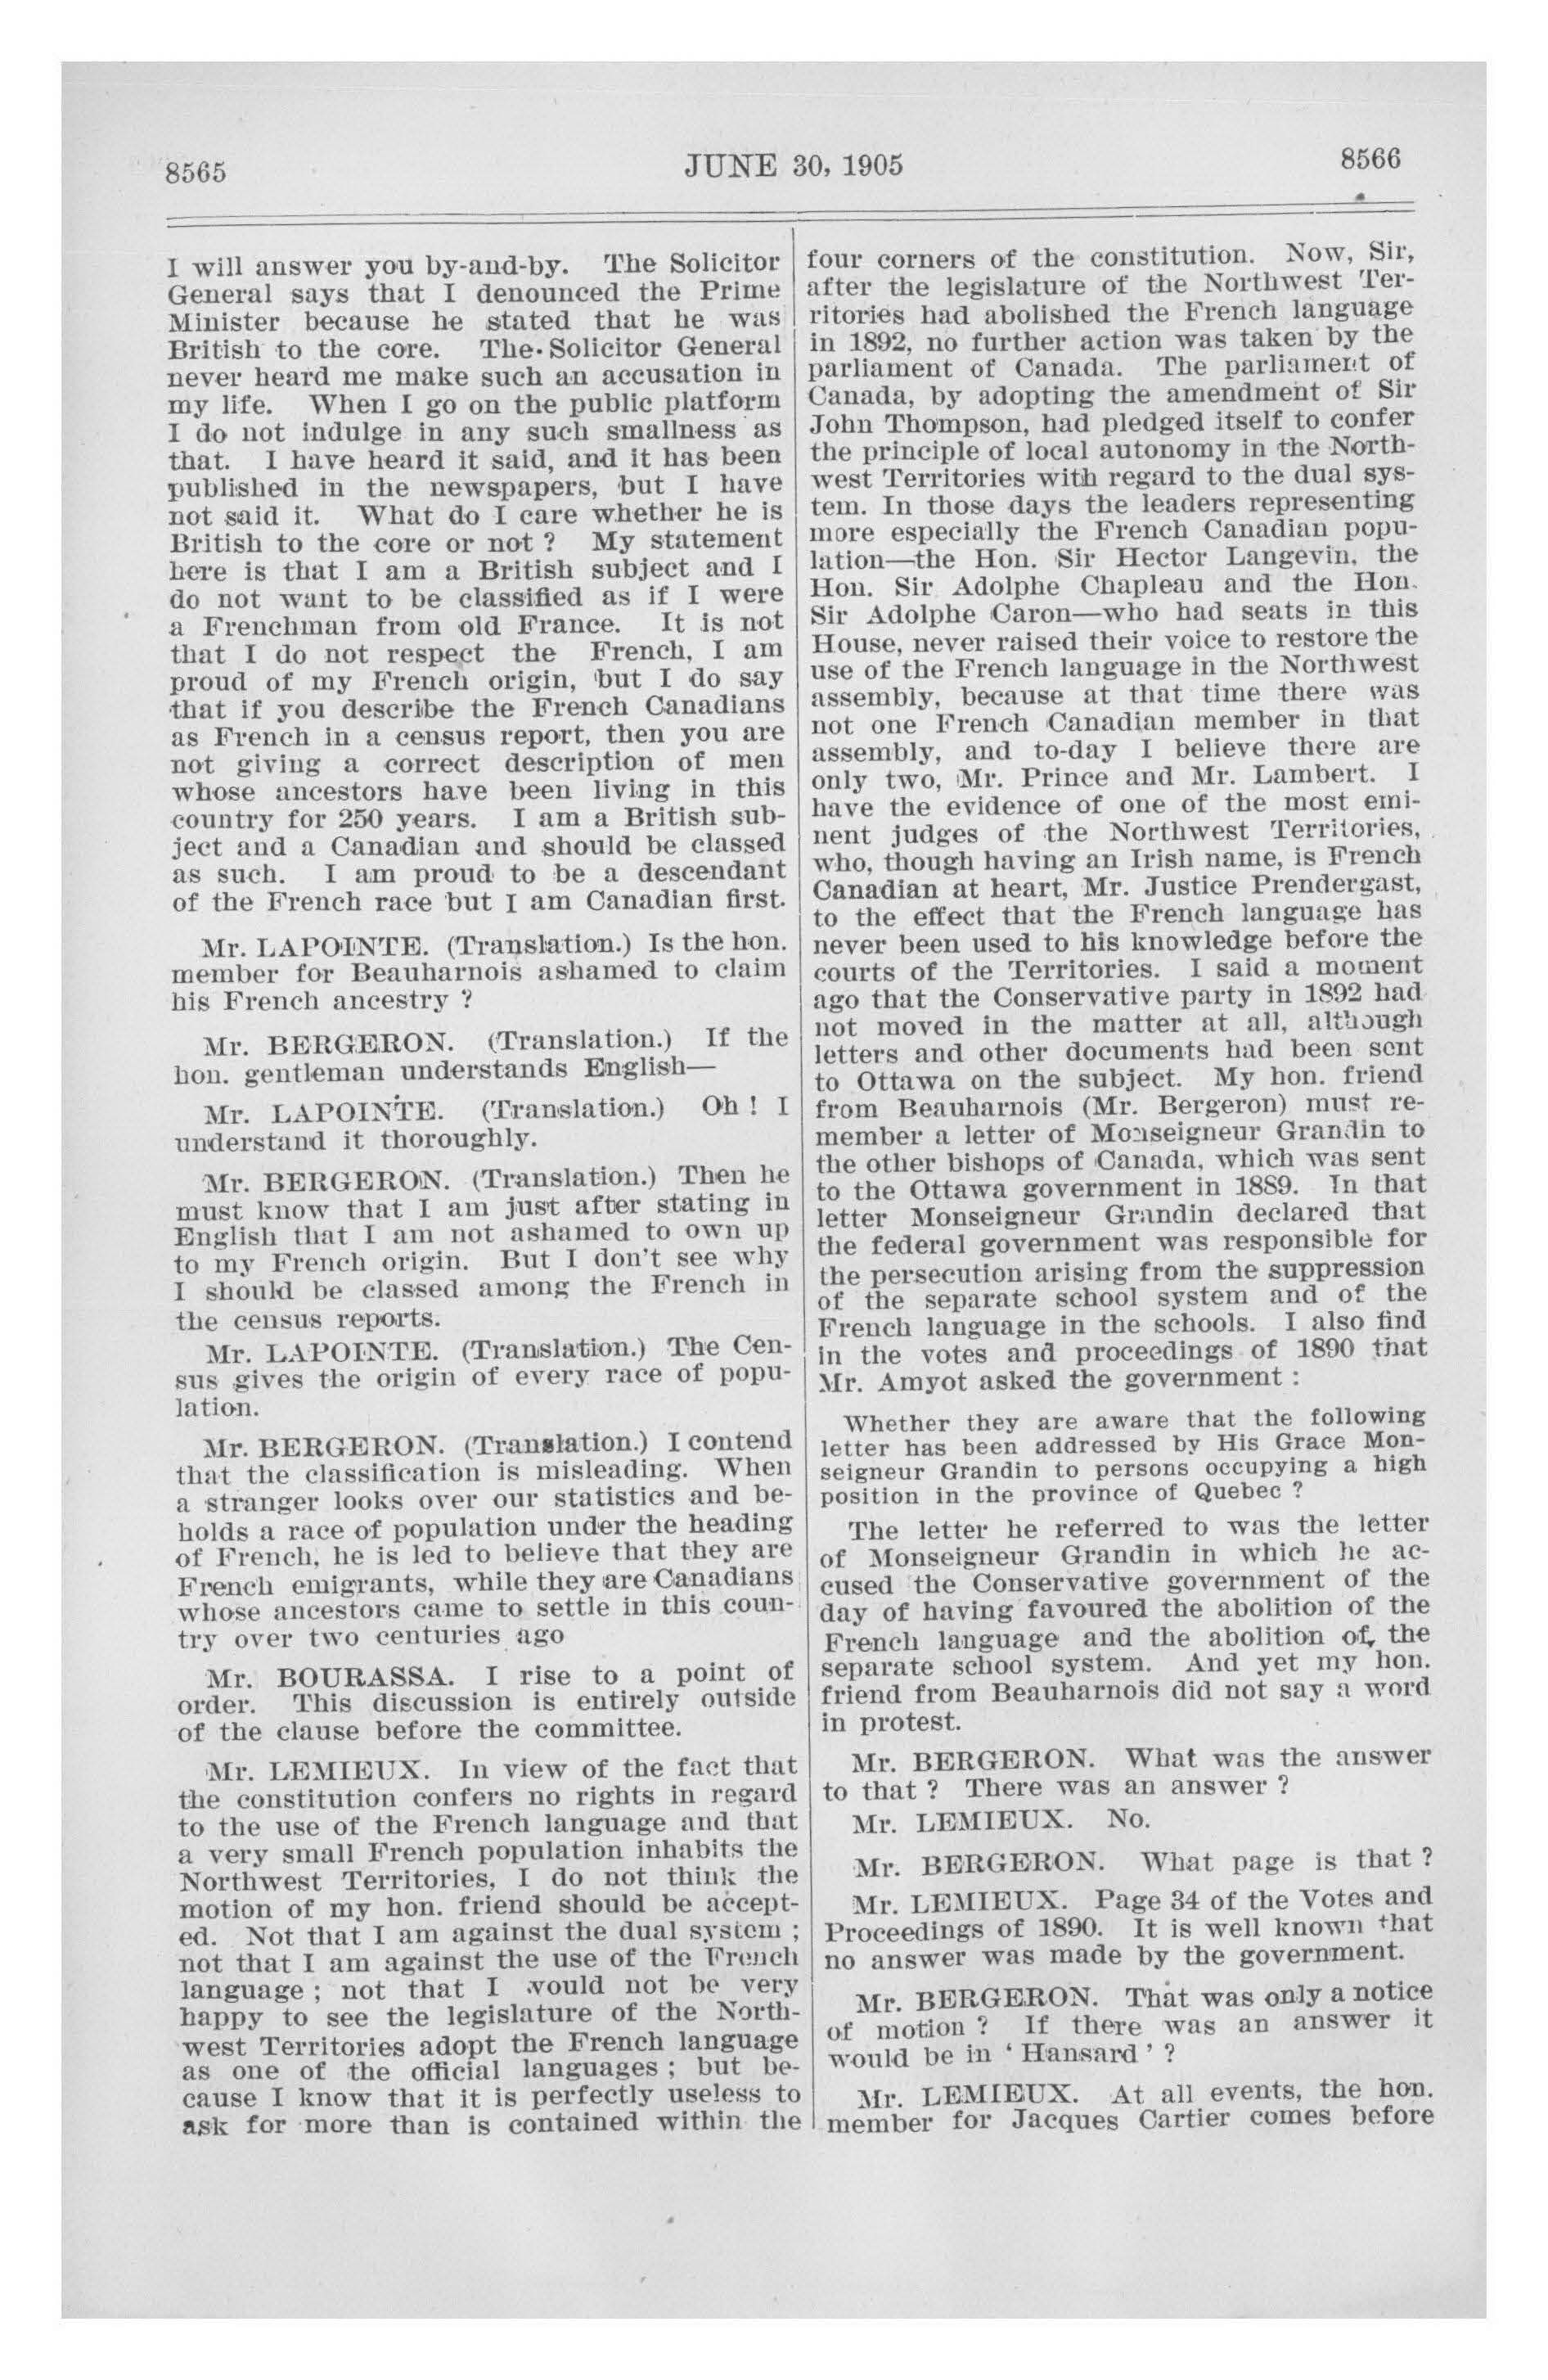 8565
JUNE 30, 1905
8566
I will answer you by-and-by. The Solicitor
General says that I denounced the Prime
Minister because he stated that he was
British to the core. The Solicitor General
never heard me make such an accusation in
my life. When I go on the public platform
I do not indulge in any such smallness as
that. I have heard it said, and it has been
published in the newspapers, but I have
not said it. What do I care whether he is
British to the core or not ? My statement
here is that I am a British subject and I
do not want to be classified as if I were
a Frenchman from old France. It is not
that I do not respect the French, I am
proud of my French origin, but I do say
that if you describe the French Canadians
as French in a census report, then you are
not giving a correct description of men
whose ancestors have been living in this
country for 250 years. I am a British sub-
ject and a Canadian and should be classed
as such. I am proud to be a descendant
of the French race but I am Canadian first.
Mr. LAPOINTE. (Translation.) Is the hon.
member for Beauharnois ashamed to claim
his French ancestry ?
Mr. BERGERON. (Translation.) If the
hon. gentleman understands English—
Mr. LAPOINTE. (Translation.) Oh ! I
understand it thoroughly.
Mr. BERGERON. (Translation.) Then he
must know that I am just after stating in
English that I am not ashamed to own up
to my French origin. But I don't see why
I should be classed among the French in
the census reports.
Mr. LAPOINTE. (Translation.) The Cen-
sus gives the origin of every race of popu-
lation.
Mr. BERGERON. (Translation.) I contend
that the classification is misleading. When
a stranger looks over our statistics and be-
holds a race of population under the heading
of French, he is led to believe that they are
French emigrants, while they are Canadians
whose ancestors came to settle in this coun-
try over two centuries ago
Mr. BOURASSA. I rise to a point of
order. This discussion is entirely outside
of the clause before the committee.
Mr. LEMIEUX. In view of the fact that
the constitution confers no rights in regard
to the use of the French language and that
a very small French population inhabits the
Northwest Territories, I do not think the
motion of my hon. friend should be accept-
ed. Not that I am against the dual system ;
not that I am against the use of the French
language ; not that I would not be very
happy to see the legislature of the North-
west Territories adopt the French language
as one of the official languages ; but be-
cause I know that it is perfectly useless to
ask for more than is contained within the
four corners of the constitution. Now, Sir,
after the legislature of the Northwest Ter-
ritories had abolished the French language
in 1892, no further action was taken by the
parliament of Canada. The parliament of
Canada, by adopting the amendment of Sir
John Thompson, had pledged itself to confer
the principle of local autonomy in the North-
west Territories with regard to the dual sys-
tem. In those days the leaders representing
more especially the French Canadian popu-
lation—the Hon. Sir Hector Langevin, the
Hon. Sir Adolphe Chapleau and the Hon.
Sir Adolphe Caron—who had seats in this
House, never raised their voice to restore the
use of the French language in the Northwest
assembly, because at that time there was
not one French Canadian member in that
assembly, and to-day I believe there are
only two, Mr. Prince and Mr. Lambert. I
have the evidence of one of the most emi-
nent judges of the Northwest Territories,
who, though having an Irish name, is French
Canadian at heart, Mr. Justice Prendergast,
to the effect that the French language has
never been used to his knowledge before the
courts of the Territories. I said a moment
ago that the Conservative party in 1892 had
not moved in the matter at all, although
letters and other documents had been sent
to Ottawa on the subject. My hon. friend
from Beauharnois (Mr. Bergeron) must re-
member a letter of Monseigneur Grandin to
the other bishops of Canada, which was sent
to the Ottawa government in 1889. In that
letter Monseigneur Grandin declared that
the federal government was responsible for
the persecution arising from the suppression
of the separate school system and of the
French language in the schools. I also find
in the votes and proceedings of 1890 that
Mr. Amyot asked the government :
Whether they are aware that the following
letter has been addressed by His Grace Mon-
seigneur Grandin to persons occupying a high
position in the province of Quebec ?
The letter he referred to was the letter
of Monseigneur Grandin in which he ac-
cused the Conservative government of the
day of having favoured the abolition of the
French language and the abolition of the
separate school system. And yet my hon.
friend from Beauharnois did not say a word
in protest.
Mr. BERGERON. What was the answer
to that ? There was an answer ?
Mr. LEMIEUX. No.
Mr. BERGERON. What page is that ?
Mr. LEMIEUX. Page 34 of the Votes and
Proceedings of 1890. It is well known that
no answer was made by the government.
Mr. BERGERON. That was only a notice
of motion ? If there was an answer it
would be in ' Hansard ' ?
Mr. LEMIEUX. At all events, the hon.
member for Jacques Cartier comes before